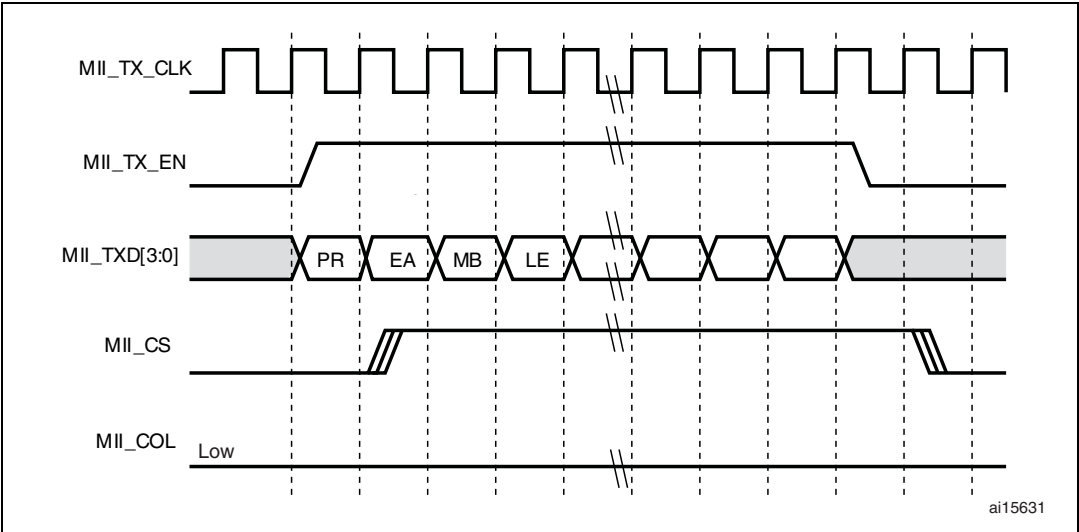 MII_TX_CLK
MII_TX_EN
MII_TXD[3:0]
PR EA MB LE
MII_CS
MII_COL
Low
ai15631